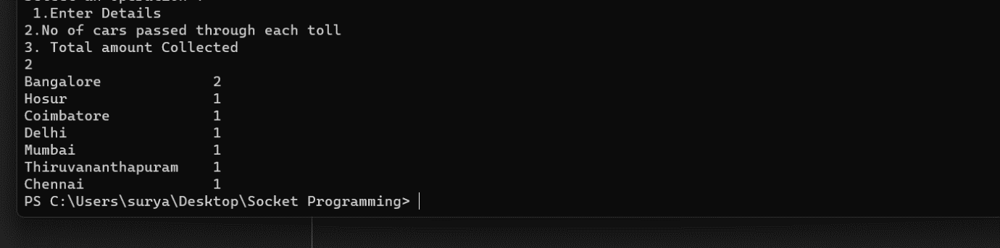 1.Enter Details
2.No of cars passed through each toll
3. Total amount Collected
2
Bangalore 2
Hosur 1
Coimbatore 1
Delhi 1
Mumbai 1
Thiruvananthapuram 1
Chennai 1
PS C:\Users\surya\Desktop\Socket Programming>